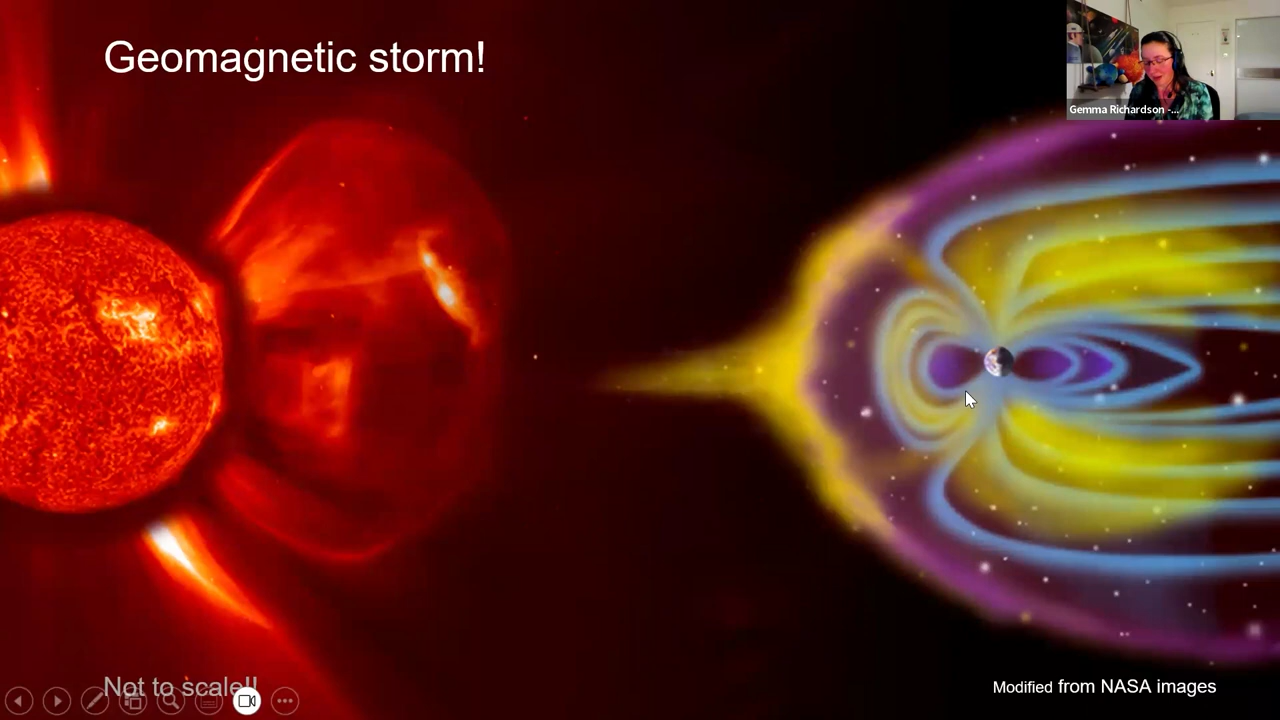 Geomagnetic storm!
Gemma Richardson -...
Not to scale!!
Modified from NASA images